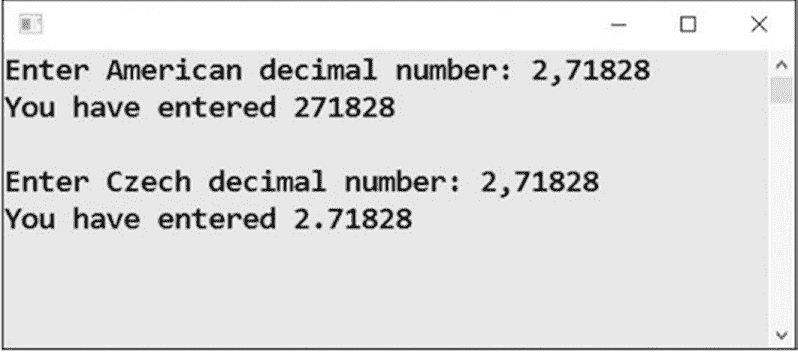 Enter American decimal number: 2,71828
You have entered 271828
Enter Czech decimal number: 2,71828
You have entered 2.71828